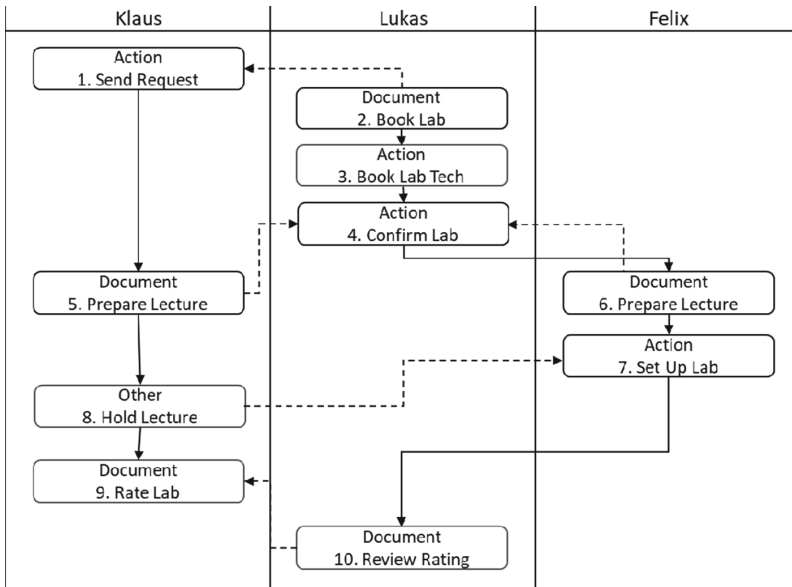 Klaus
Lukas
Felix
Action
1. Send Request
Document
2. Book Lab
Action
3. Book Lab Tech
Action
4. Confirm Lab
Document
5. Prepare Lecture
Document
6. Prepare Lecture
Action
7. Set Up Lab
Other
8. Hold Lecture
Document
9. Rate Lab
Document
10. Review Rating